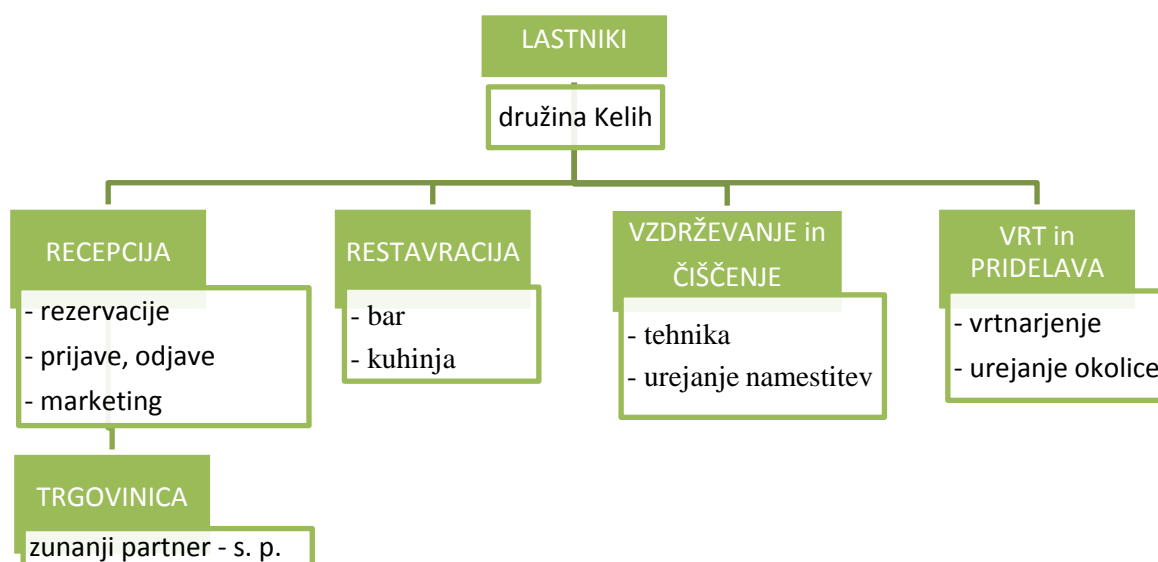 LASTNIKI
družina Kelih
RECEPCIJA
- rezervacije
- prijave, odjave
- marketing
RESTAVRACIJA
- bar
- kuhinja
VZDRŽEVANJE in
ČIŠČENJE
- tehnika
- urejanje namestitev
VRT in
PRIDELAVA
- vrtnarjenje
- urejanje okolice
TRGOVINICA
zunanji partner - s. p.